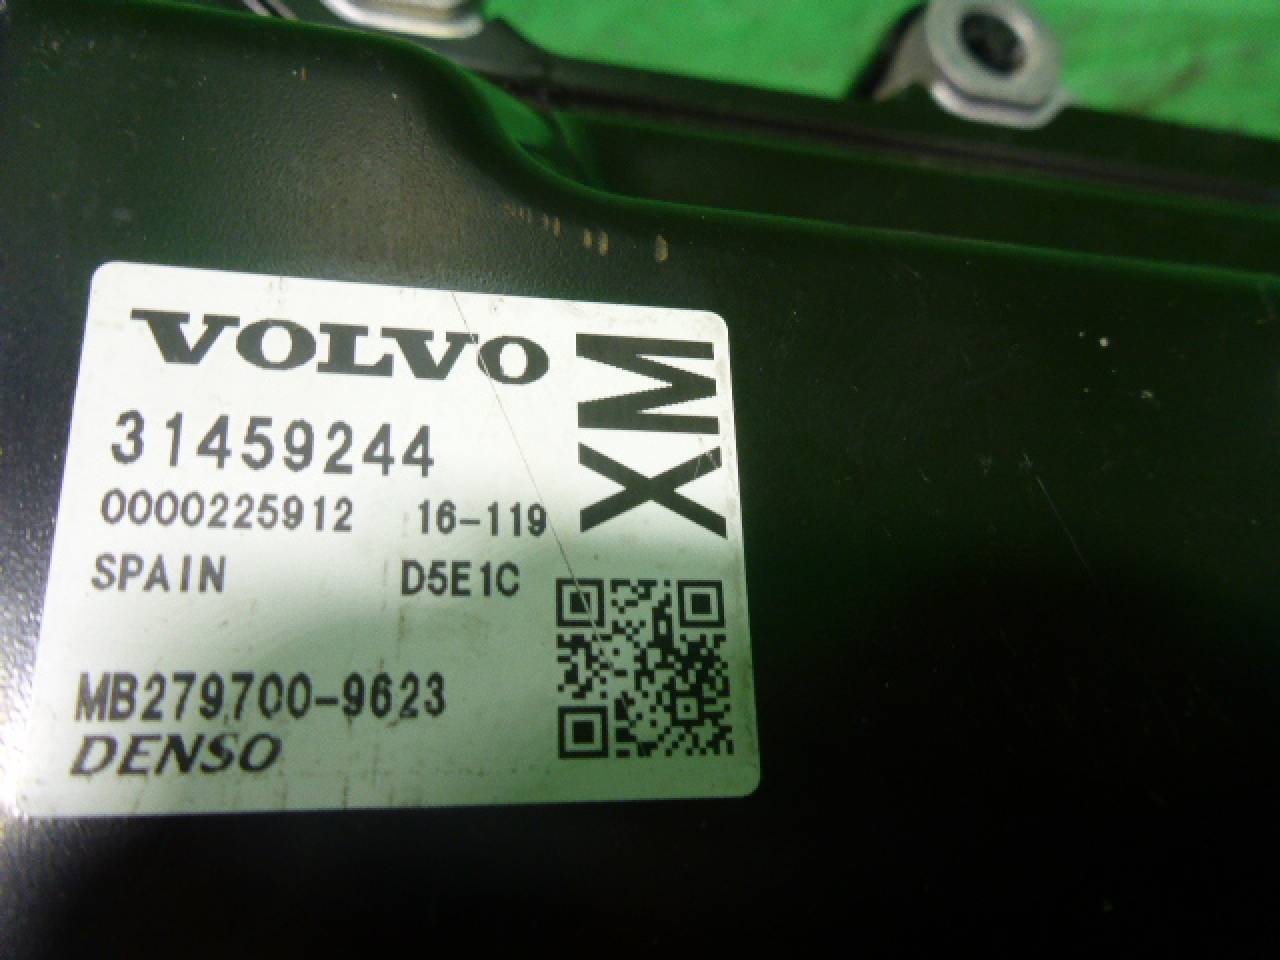 VOLVO
31459244
0000225912 16-119
SPAIN D5E1C
MB279700-9623
DENSO
XM